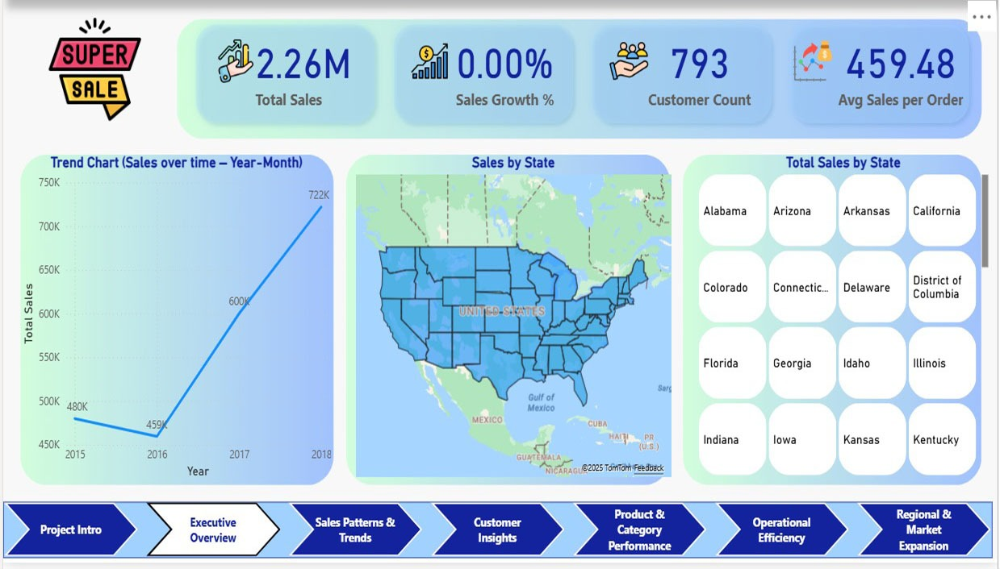 SUPER
SALE
2.26M
Total Sales
0.00%
Sales Growth %
793
Customer Count
459.48
Avg Sales per Order
Trend Chart (Sales over time – Year-Month)
750K
700K
650K
600K
550K
500K
450K
Total Sales
480K
459K
600K
722K
2015
2016
2017
2018
Year
Sales by State
UNITED STATES
Gulf of
Mexico
MEXICO
CUBA
HAITI
PR
(U.S.)
GUATEMALA
NICARAGU
Sarg
©2025 TomTom Feedback
Total Sales by State
Alabama
Arizona
Arkansas
California
Colorado
Connectic...
Delaware
District of
Columbia
Florida
Georgia
Idaho
Illinois
Indiana
Iowa
Kansas
Kentucky
Project Intro
Executive
Overview
Sales Patterns &
Trends
Customer
Insights
Product &
Category
Performance
Operational
Efficiency
Regional &
Market
Expansion